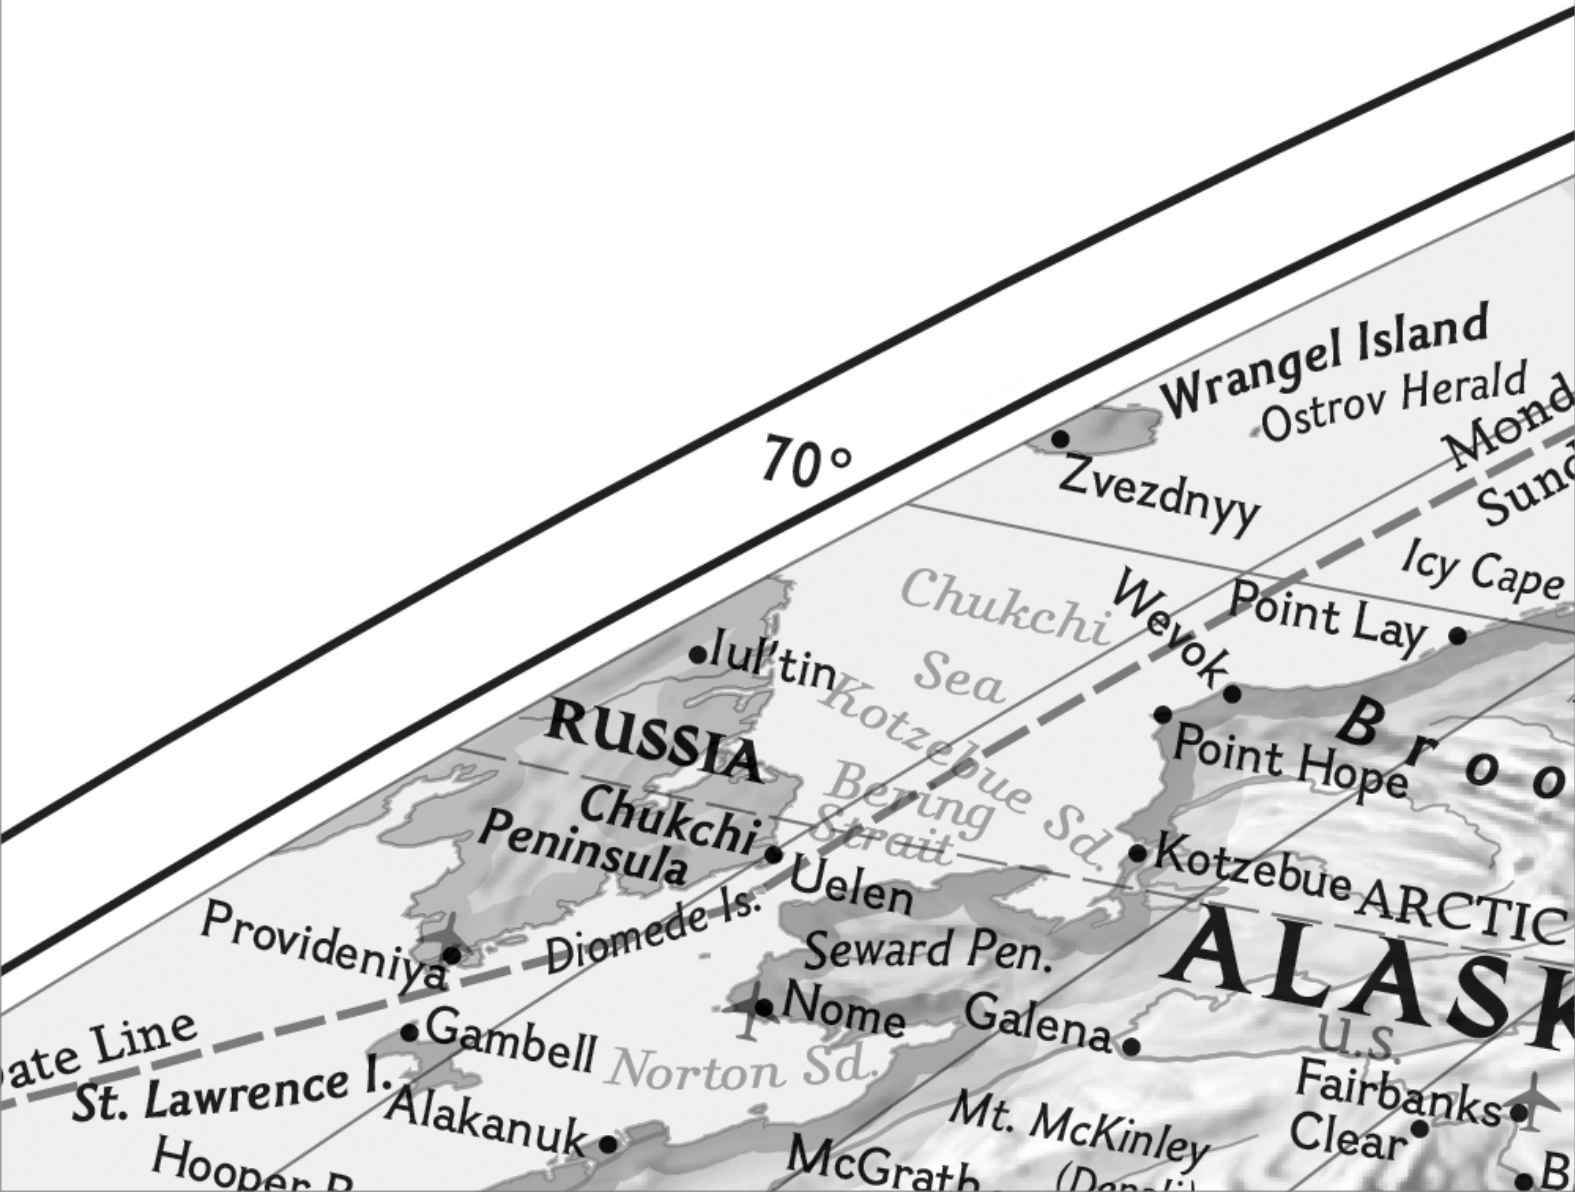 Wrangel Island
Ostrov Herald
70°
Zvezdnyy
Icy Cape
Chukchi
Sea
Wevok
Point Lay
Iul'tin
Kotzebue Sd.
RUSSIA
Point Hope
Bering
Strait
Chukchi
Peninsula
Uelen
Kotzebue
ARCTIC
Provideniya
Diomede Is.
Seward Pen.
Nome
Galena
U.S.
Gambell
Norton Sd.
Line
St. Lawrence I.
Fairbanks
Alakanuk
Mt. McKinley
Clear
McGrath
Hooper